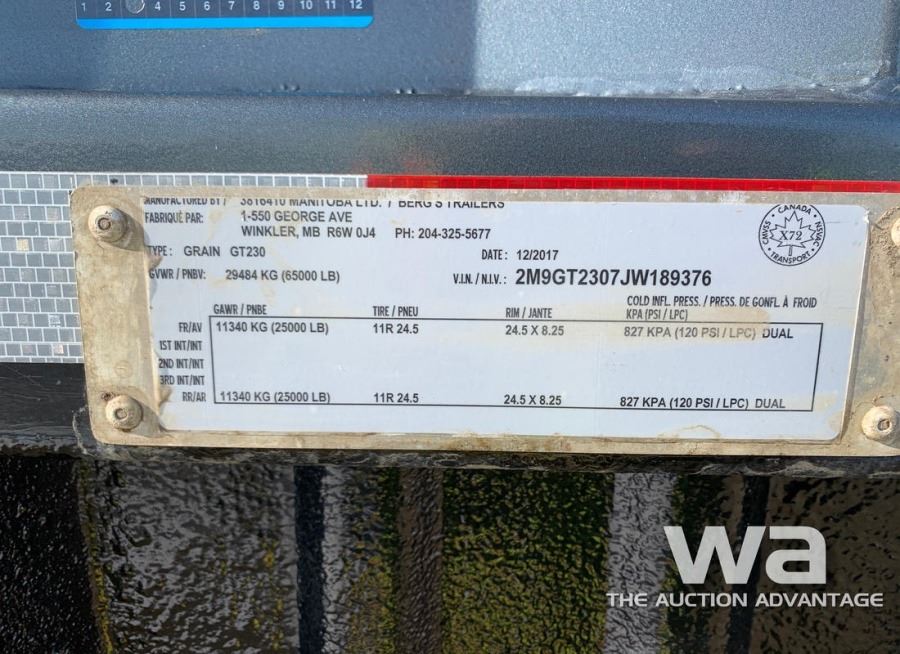 1 2 4 5 6 7 8 9 10 11 12
MANUFACTURED BY / 3816410 MANITOBA LTD. / BERG'S TRAILERS
FABRIQUÉ PAR: 1-550 GEORGE AVE
WINKLER, MB R6W 0J4 PH: 204-325-5677
TYPE: GRAIN GT230 DATE: 12/2017
GVWR / PNBV: 29484 KG (65000 LB) V.I.N. / N.I.V.: 2M9GT2307JW189376
CANADA
CMVSS X72 NSVAC
TRANSPORT
GAWR / PNBE TIRE / PNEU RIM / JANTE COLD INFL. PRESS. / PRESS. DE GONFL. À FROID
KPA (PSI / LPC)
FR/AV 11340 KG (25000 LB) 11R 24.5 24.5 X 8.25 827 KPA (120 PSI / LPC) DUAL
1ST INT/INT
2ND INT/INT
3RD INT/INT
RR/AR 11340 KG (25000 LB) 11R 24.5 24.5 X 8.25 827 KPA (120 PSI / LPC) DUAL
wa
THE AUCTION ADVANTAGE